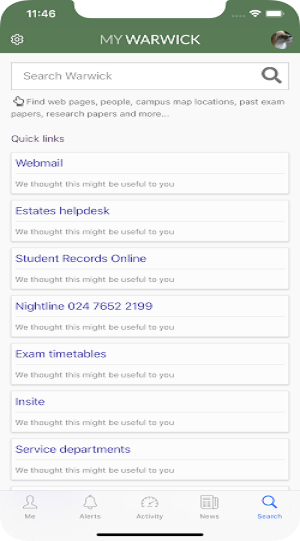 11:46
MY WARWICK
Search Warwick
Find web pages, people, campus map locations, past exam
papers, research papers and more...
Quick links
Webmail
We thought this might be useful to you
Estates helpdesk
We thought this might be useful to you
Student Records Online
We thought this might be useful to you
Nightline 024 7652 2199
We thought this might be useful to you
Exam timetables
We thought this might be useful to you
Insite
We thought this might be useful to you
Service departments
We thought this might be useful to you
Me Alerts Activity News Search